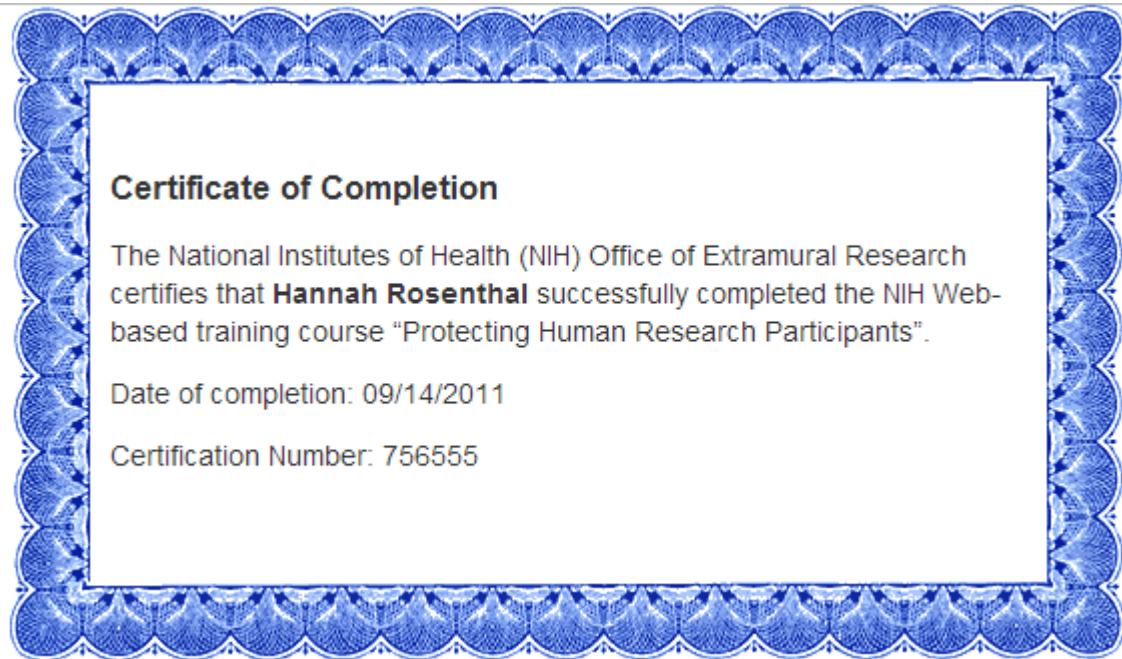 Certificate of Completion
The National Institutes of Health (NIH) Office of Extramural Research
certifies that Hannah Rosenthal successfully completed the NIH Web-
based training course “Protecting Human Research Participants”.
Date of completion: 09/14/2011
Certification Number: 756555